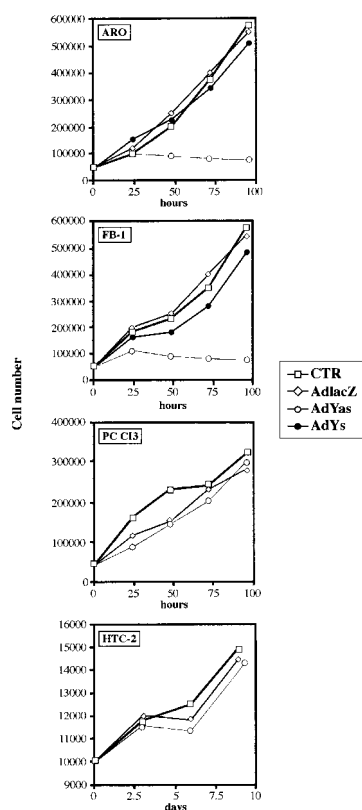 600000
ARO
500000
400000
300000
200000
100000
0
0 25 50 75 100
hours
600000
FB-1
500000
400000
300000
200000
100000
0
0 25 50 75 100
hours
Cell number
CTR
AdlacZ
AdYas
AdYs
400000
PC Cl3
300000
200000
100000
0
0 25 50 75 100
hours
16000
HTC-2
15000
14000
13000
12000
11000
10000
9000
0 2.5 5 7.5 10
days